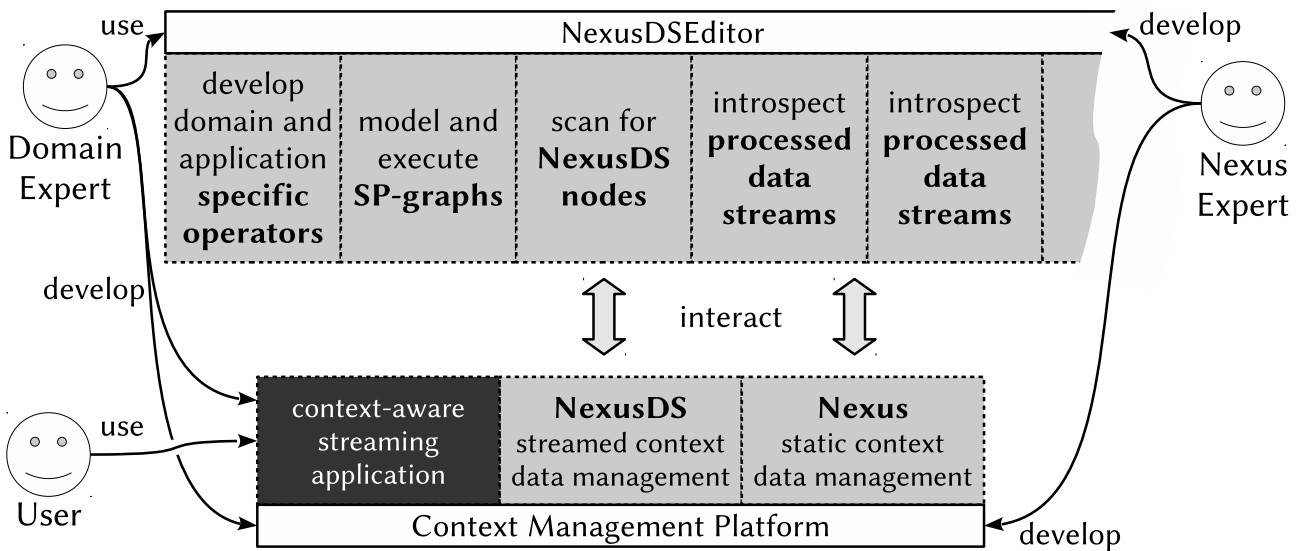 use
NexusDSEditor
develop
Domain
Expert
develop
domain and
application
specific
operators
model and
execute
SP-graphs
scan for
NexusDS
nodes
introspect
processed
data
streams
introspect
processed
data
streams
Nexus
Expert
develop
interact
use
User
context-aware
streaming
application
NexusDS
streamed context
data management
Nexus
static context
data management
Context Management Platform
develop